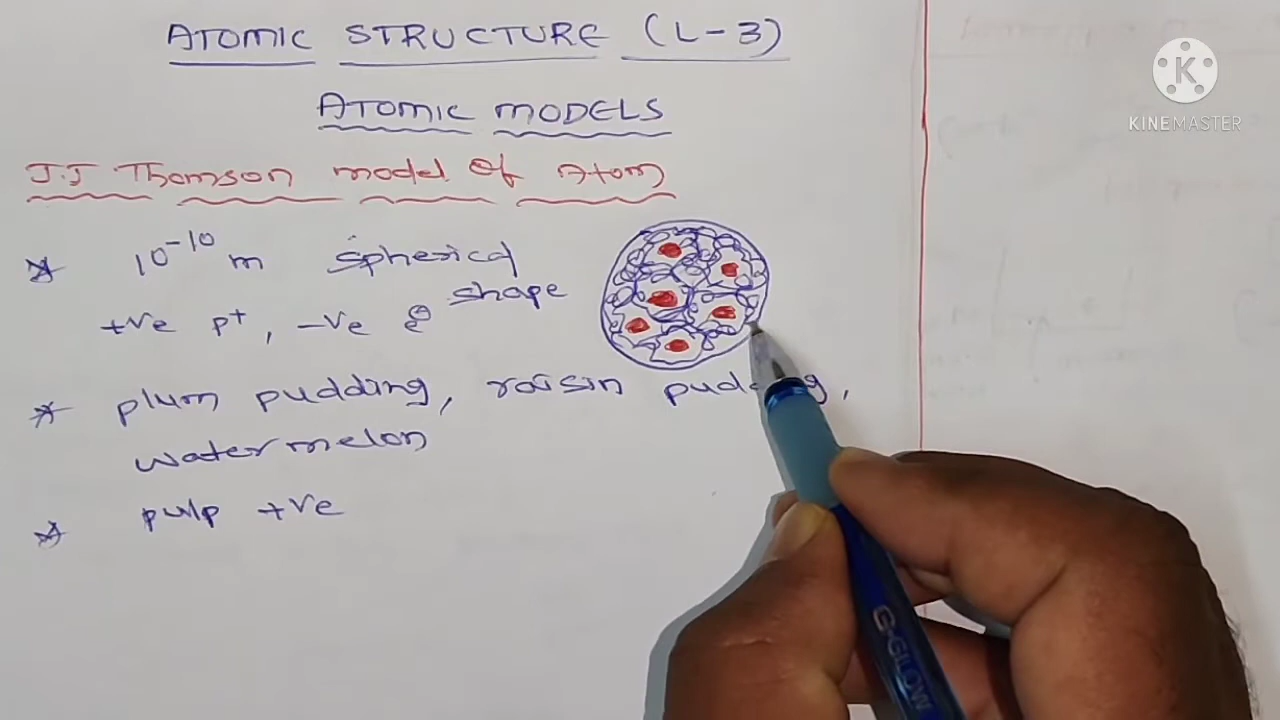 ATOMIC STRUCTURE (L-3)
ATOMIC MODELS
J.J Thomson model of Atom
* 10⁻¹⁰ m spherical shape
+ve p⁺, -ve e⁻
* plum pudding, raisin pudding,
water melon
* pulp +ve
KINEMASTER
G-GLOW